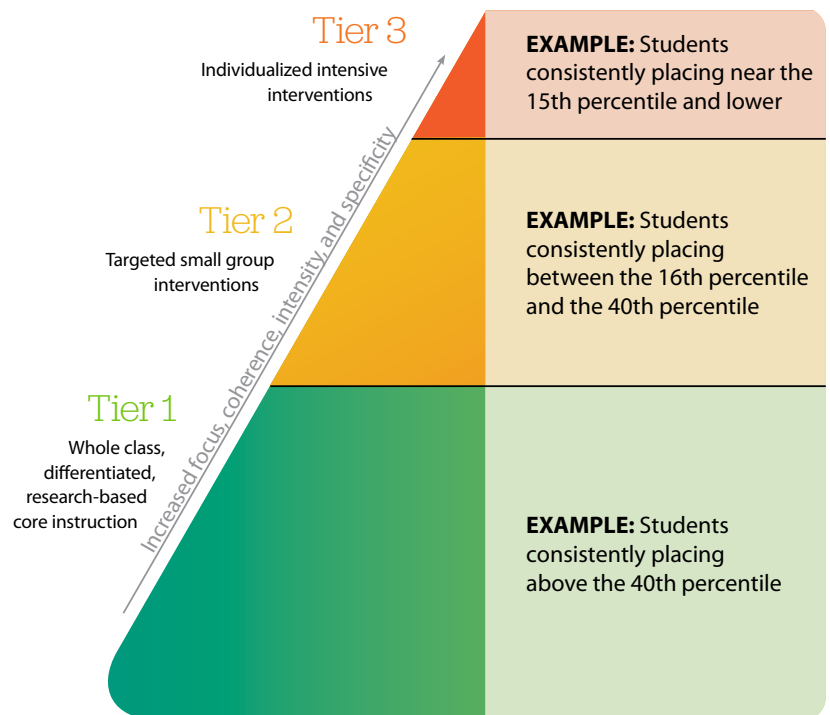 Tier 3
Individualized intensive
interventions
EXAMPLE: Students
consistently placing near the
15th percentile and lower
Increased focus, coherence, intensity, and specificity
Tier 2
Targeted small group
interventions
EXAMPLE: Students
consistently placing
between the 16th percentile
and the 40th percentile
Tier 1
Whole class,
differentiated,
research-based
core instruction
EXAMPLE: Students
consistently placing
above the 40th percentile